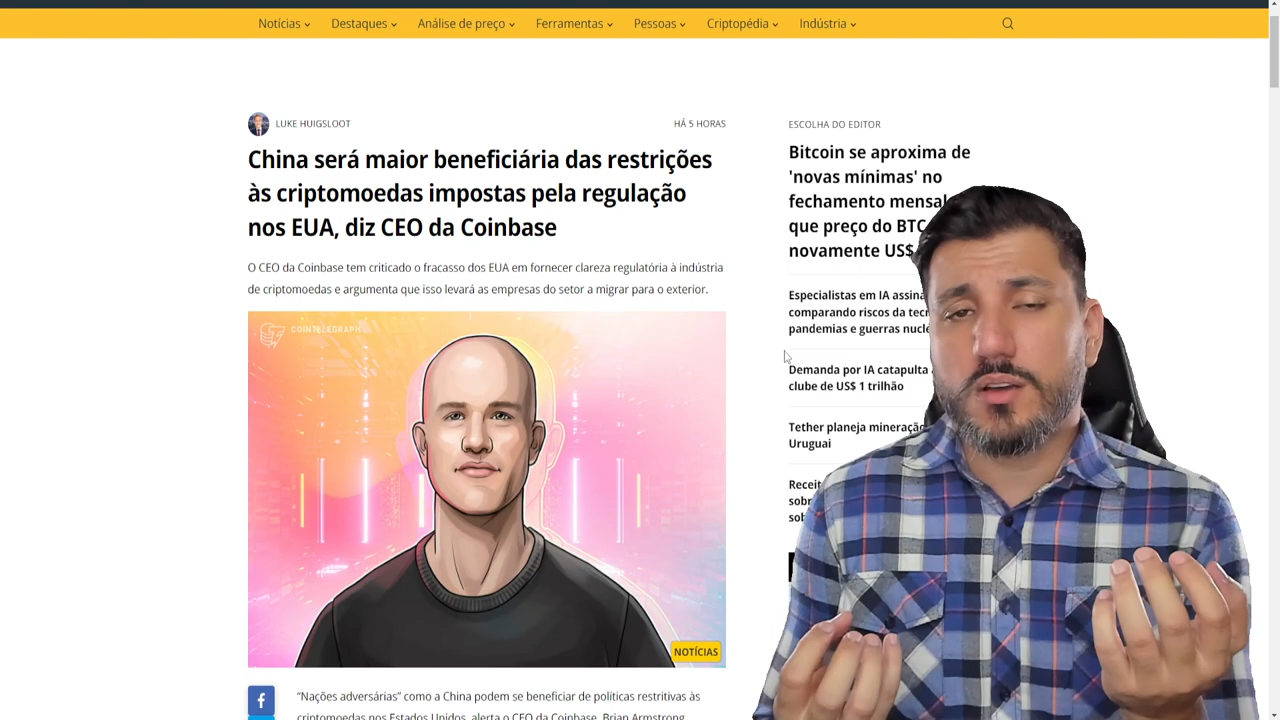 Notícias Destaques Análise de preço Ferramentas Pessoas Criptopédia Indústria
LUKE HUIGSLOOT
HÁ 5 HORAS
China será maior beneficiária das restrições
às criptomoedas impostas pela regulação
nos EUA, diz CEO da Coinbase
O CEO da Coinbase tem criticado o fracasso dos EUA em fornecer clareza regulatória à indústria
de criptomoedas e argumenta que isso levará as empresas do setor a migrar para o exterior.
COINTELEGRAPH
NOTÍCIAS
f
“Nações adversárias” como a China podem se beneficiar de políticas restritivas às
criptomoedas nos Estados Unidos, alerta o CEO da Coinbase, Brian Armstrong
ESCOLHA DO EDITOR
Bitcoin se aproxima de
'novas mínimas' no
fechamento mensal
que preço do BTC
novamente US$
Especialistas em IA
comparando riscos da
pandemias e guerras
Demanda por IA catapulta
clube de US$ 1 trilhão
Tether planeja mineração
Uruguai